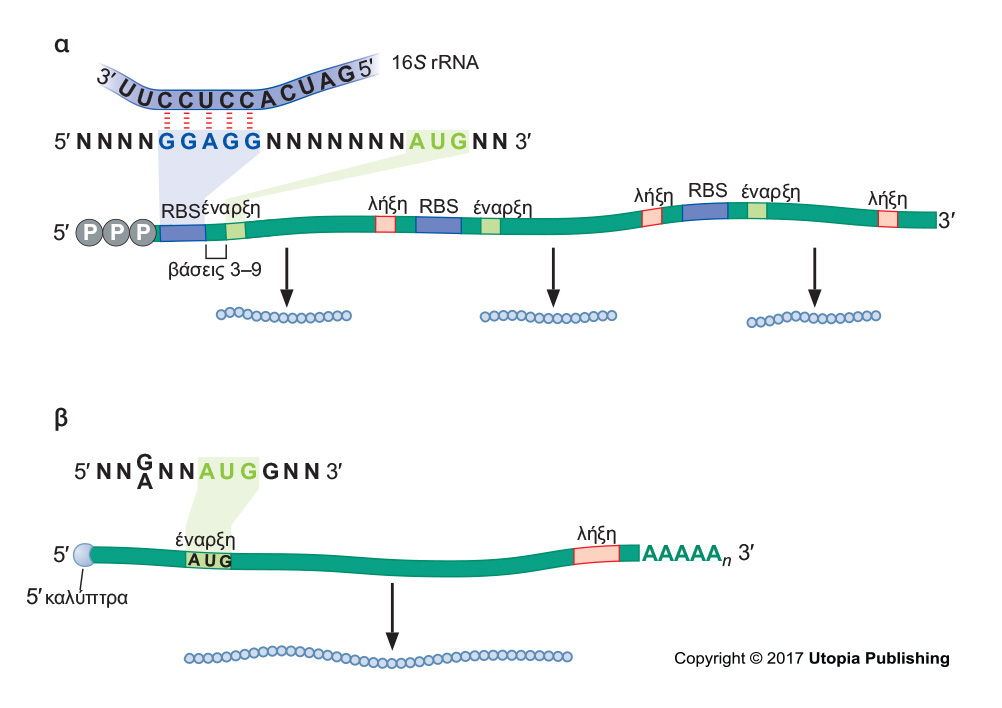 α
3′ UUCCUCCACUAG 5′ 16S rRNA
5′ NNNNGGAGGNNNNNNNAUGNN 3′
RBS έναρξη λήξη RBS έναρξη λήξη RBS έναρξη λήξη
5′ P P P 3′
βάσεις 3–9
β
G
5′ NN NNAUGGNN 3′
A
έναρξη λήξη
5′ AUG AAAAAn 3′
5′ καλύπτρα
Copyright © 2017 Utopia Publishing